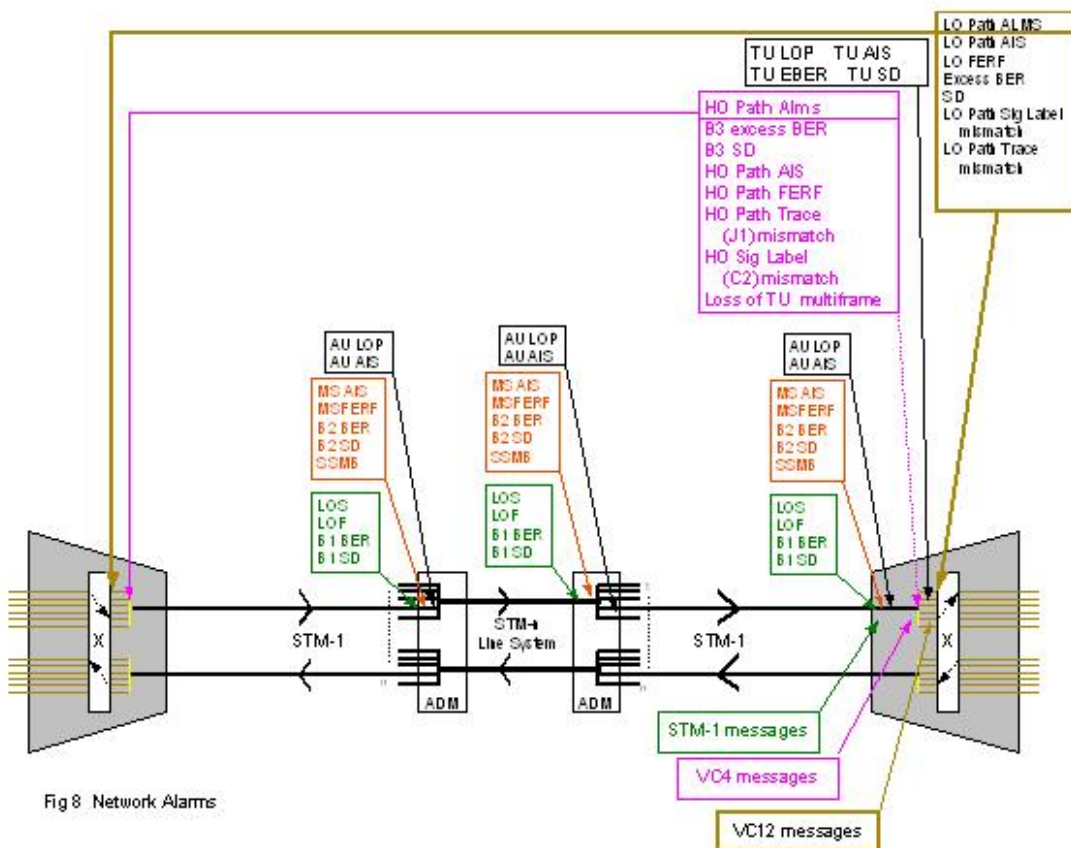 LO Path ALMS
LO Path AIS
LO FERF
Excess BER
SD
LO Path Sig Label
mismatch
LO Path Trace
mismatch
TU LOP TU AIS
TU EBER TU SD
HO Path Alms
B3 excess BER
B3 SD
HO Path AIS
HO Path FERF
HO Path Trace
(J1) mismatch
HO Sig Label
(C2) mismatch
Loss of TU multiframe
AU LOP
AU AIS
MS AIS
MSFERF
B2 BER
B2 SD
SSMB
LOS
LOF
B1 BER
B1 SD
AU LOP
AU AIS
MS AIS
MSFERF
B2 BER
B2 SD
SSMB
LOS
LOF
B1 BER
B1 SD
AU LOP
AU AIS
MS AIS
MSFERF
B2 BER
B2 SD
SSMB
LOS
LOF
B1 BER
B1 SD
X
STM-1
STM-n
Line System
STM-1
X
ADM
ADM
STM-1 messages
VC4 messages
VC12 messages
Fig 8 Network Alarms